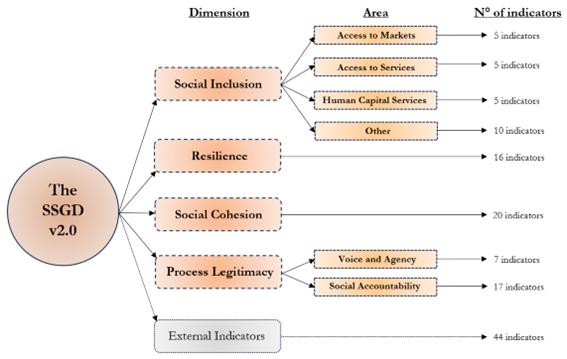 Dimension Area N° of indicators
Access to Markets 5 indicators
Access to Services 5 indicators
Social Inclusion
Human Capital Services 5 indicators
Other 10 indicators
Resilience 16 indicators
The
SSGD
v2.0
Social Cohesion 20 indicators
Voice and Agency 7 indicators
Process Legitimacy
Social Accountability 17 indicators
External Indicators 44 indicators